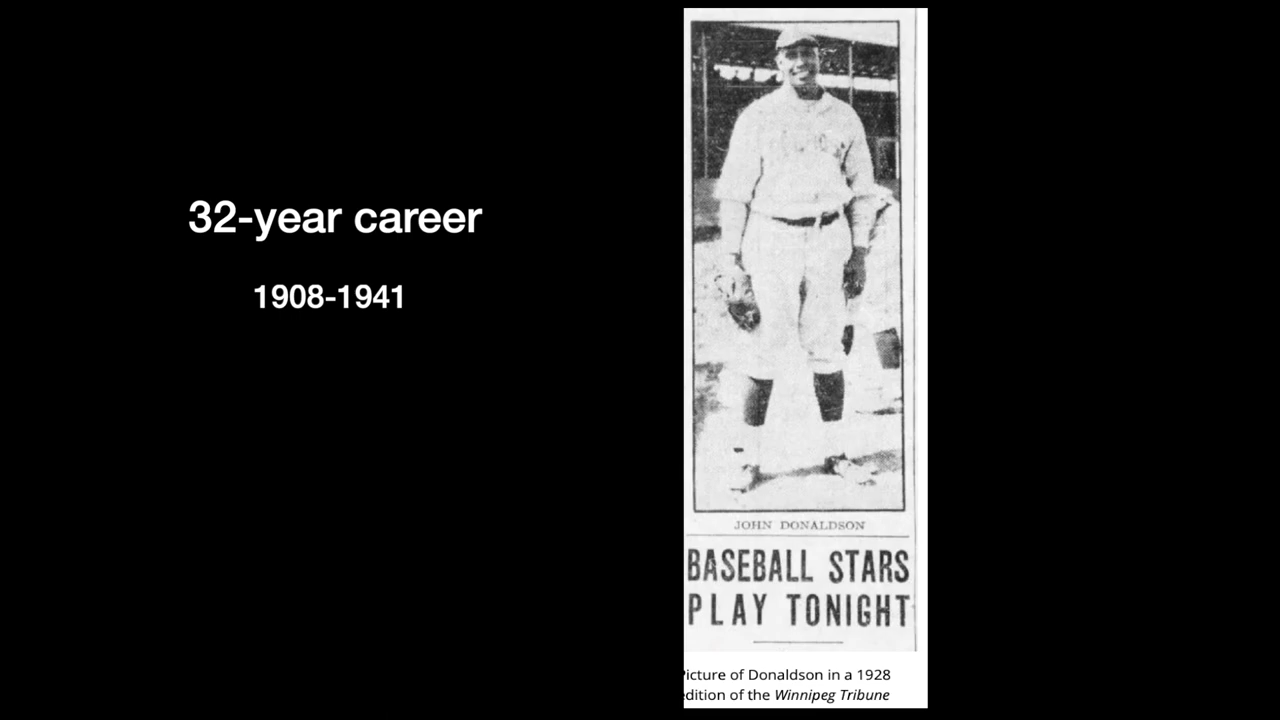 32-year career
1908-1941
JOHN DONALDSON
BASEBALL STARS
PLAY TONIGHT
Picture of Donaldson in a 1928
edition of the Winnipeg Tribune